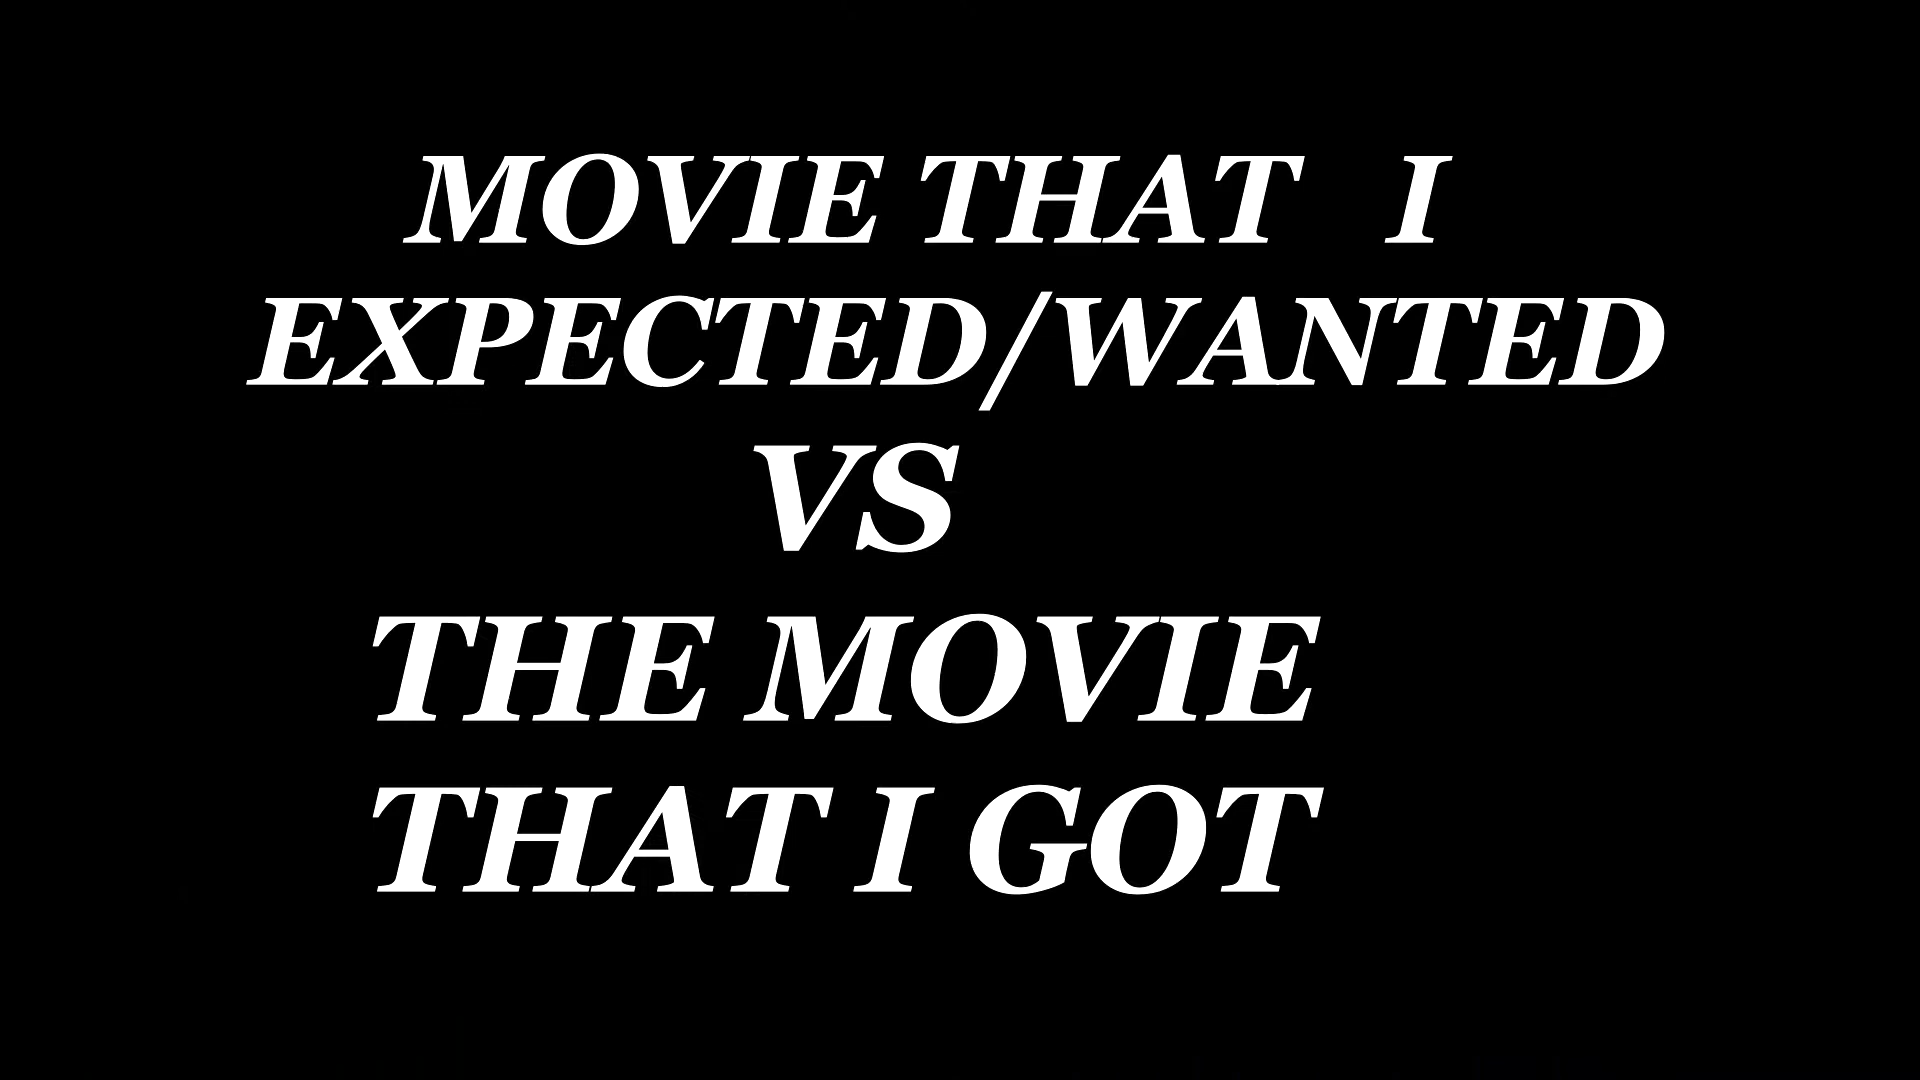 MOVIE THAT I
EXPECTED/WANTED
VS
THE MOVIE
THAT I GOT